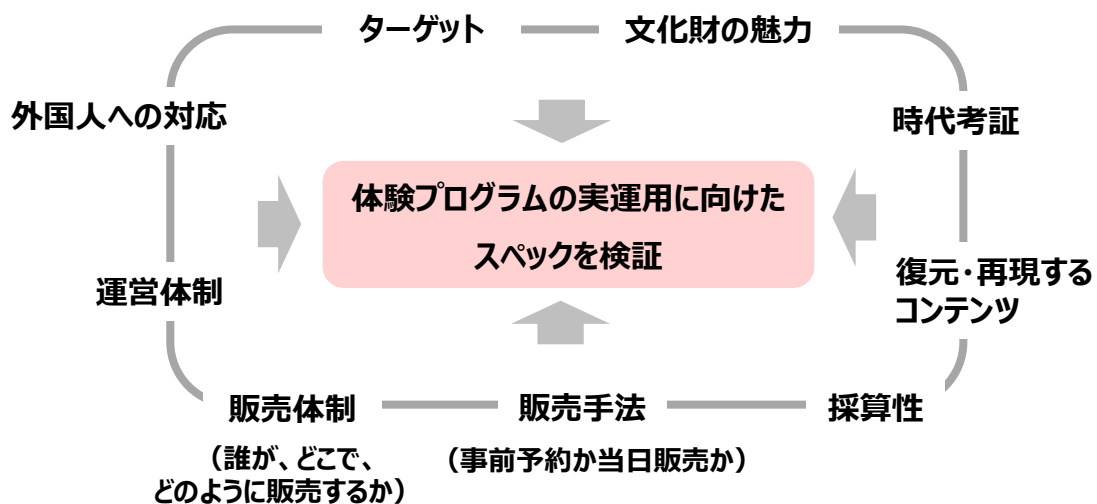 ターゲット
文化財の魅力
外国人への対応
時代考証
体験プログラムの実運用に向けた
スペックを検証
運営体制
復元・再現する
コンテンツ
販売体制
販売手法
採算性
(誰が、どこで、
どのように販売するか)
(事前予約か当日販売か)